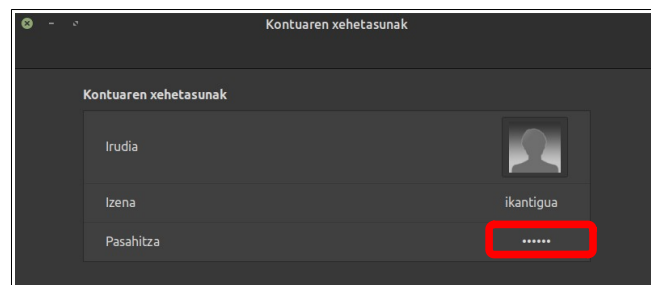 Kontuaren xehetasunak
Kontuaren xehetasunak
Irudia
Izena ikantigua
Pasahitza ••••••